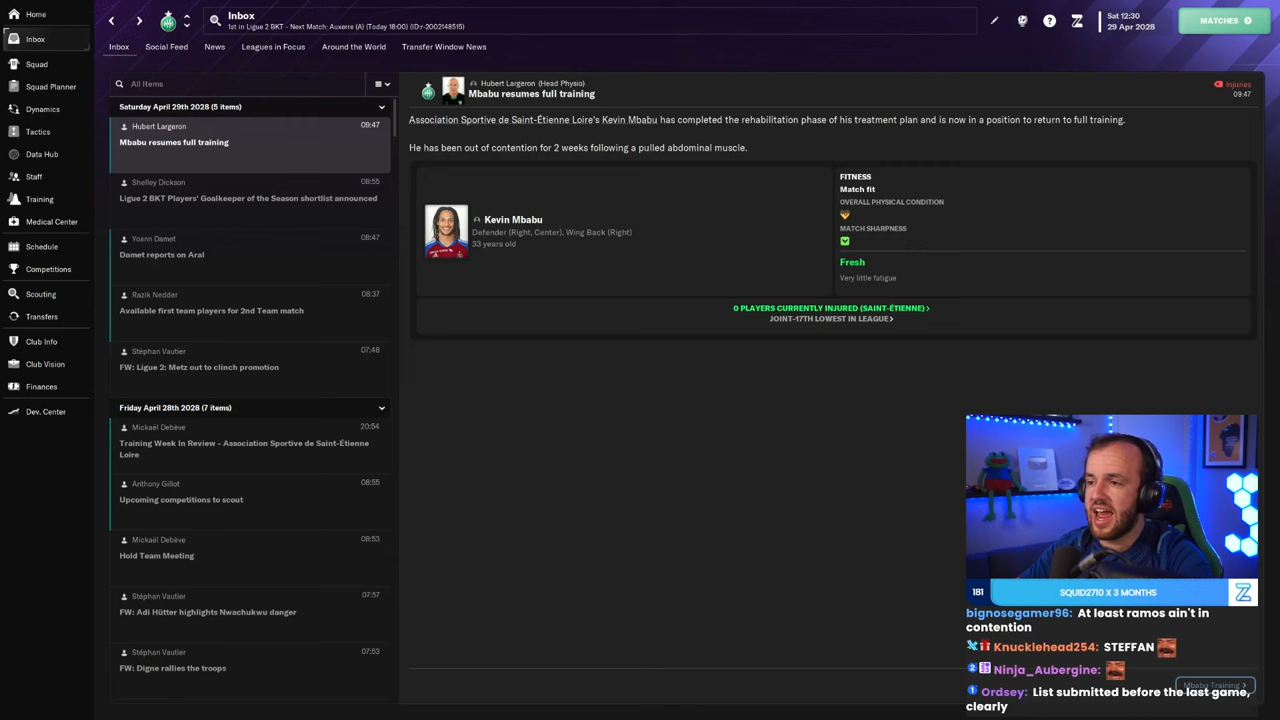 Home
Inbox
Squad
Squad Planner
Dynamics
Tactics
Data Hub
Staff
Training
Medical Center
Schedule
Competitions
Scouting
Transfers
Club Info
Club Vision
Finances
Dev. Center
Inbox
1st in Ligue 2 BKT - Next Match: Auxerre (A) (Today 18:00) (ID:r-2002148515)
Sat 12:30
29 Apr 2028
MATCHES
Inbox
Social Feed
News
Leagues in Focus
Around the World
Transfer Window News
All Items
Saturday April 29th 2028 (5 items)
Hubert Largeron 09:47
Mbabu resumes full training
Shelley Dickson 08:55
Ligue 2 BKT Players' Goalkeeper of the Season shortlist announced
Yoann Damet 08:47
Damet reports on Aral
Razik Nedder 08:37
Available first team players for 2nd Team match
Stéphan Vautier 07:48
FW: Ligue 2: Metz out to clinch promotion
Friday April 28th 2028 (7 items)
Mickaël Debève 20:54
Training Week In Review - Association Sportive de Saint-Étienne
Loire
Anthony Gillot 08:55
Upcoming competitions to scout
Mickaël Debève 08:53
Hold Team Meeting
Stéphan Vautier 07:57
FW: Adi Hütter highlights Nwachukwu danger
Stéphan Vautier 07:53
FW: Digne rallies the troops
Hubert Largeron (Head Physio)
Mbabu resumes full training
Injuries
09:47
Association Sportive de Saint-Étienne Loire's Kevin Mbabu has completed the rehabilitation phase of his treatment plan and is now in a position to return to full training.
He has been out of contention for 2 weeks following a pulled abdominal muscle.
Kevin Mbabu
Defender (Right, Center), Wing Back (Right)
33 years old
FITNESS
Match fit
OVERALL PHYSICAL CONDITION
MATCH SHARPNESS
Fresh
Very little fatigue
0 PLAYERS CURRENTLY INJURED (SAINT-ÉTIENNE)
JOINT-17TH LOWEST IN LEAGUE
181 SQUID2710 X 3 MONTHS
bignosegamer96: At least ramos ain't in
contention
Knucklehead254: STEFFAN
2 Ninja_Aubergine:
1 Ordsey: List submitted before the last game,
clearly
Mbabu Training